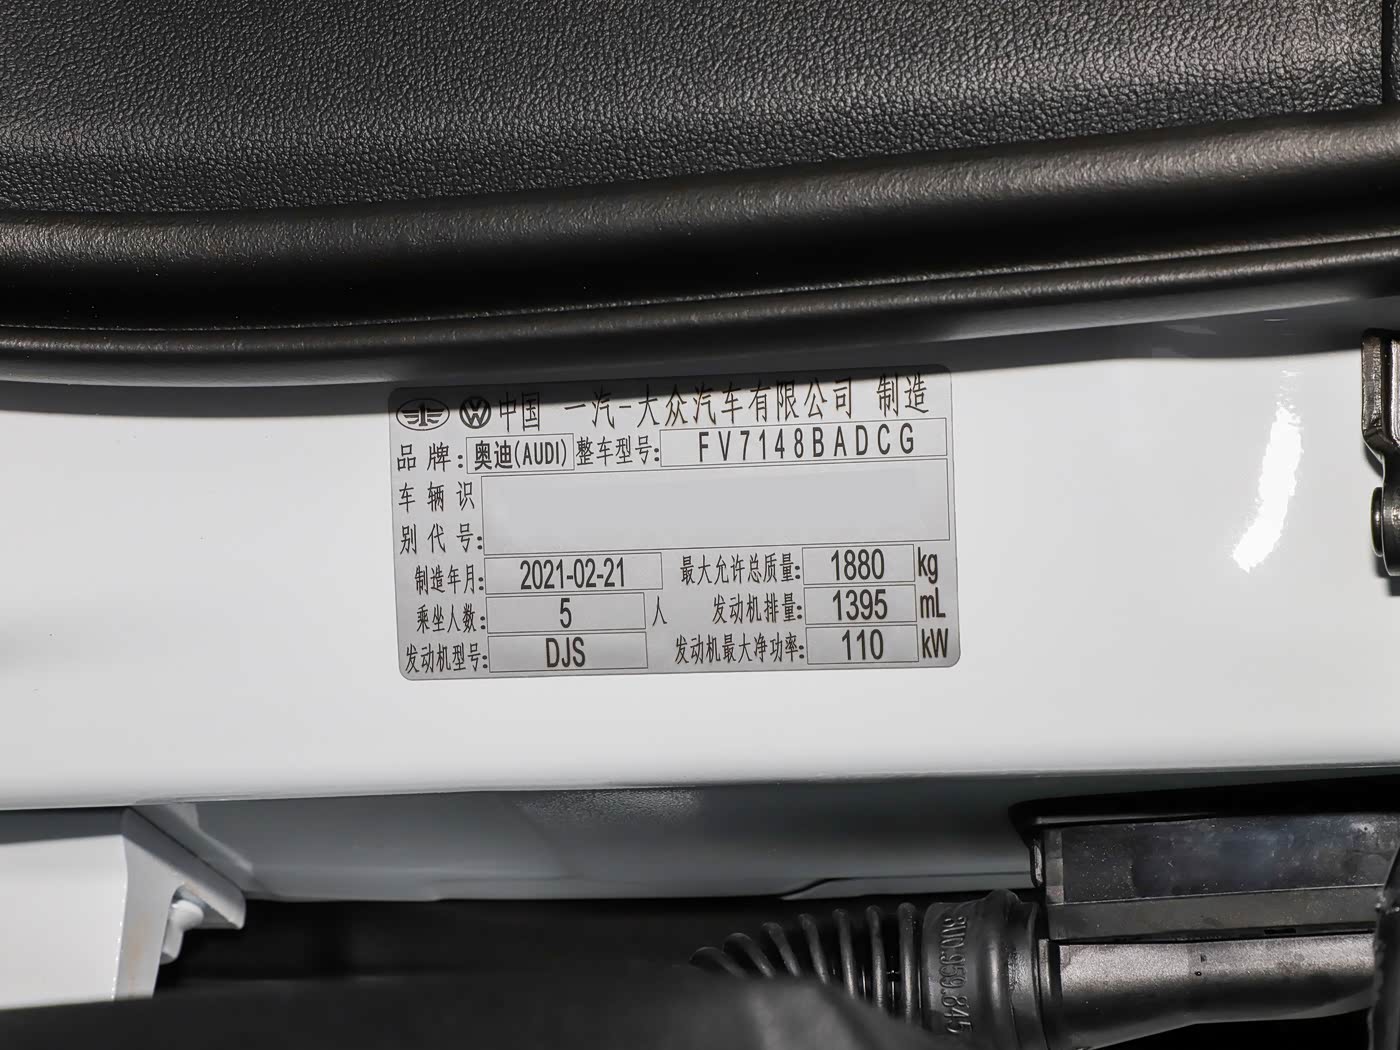 中国 一汽-大众汽车有限公司 制造
品牌: 奥迪(AUDI) 整车型号: FV7148BADCG
车辆识
别代号:
制造年月: 2021-02-21 最大允许总质量: 1880 kg
乘坐人数: 5 人 发动机排量: 1395 mL
发动机型号: DJS 发动机最大净功率: 110 kW
3W0.959.845